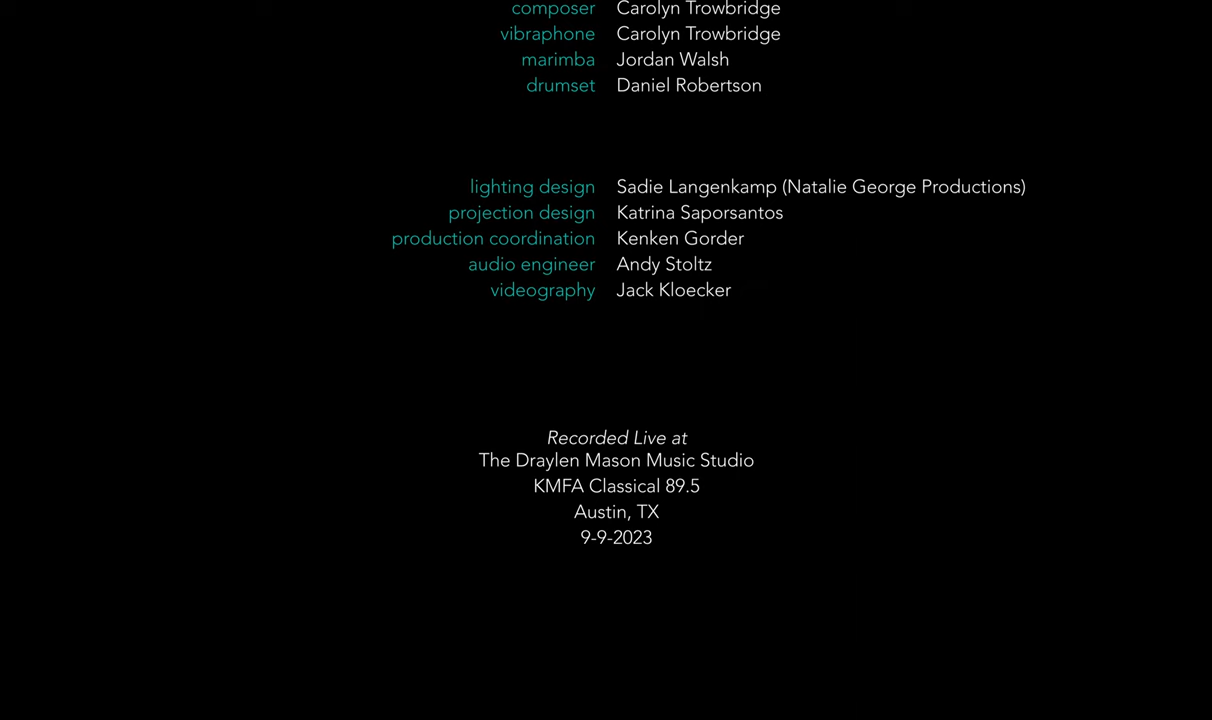 composer Carolyn Trowbridge
vibraphone Carolyn Trowbridge
marimba Jordan Walsh
drumset Daniel Robertson
lighting design Sadie Langenkamp (Natalie George Productions)
projection design Katrina Saporsantos
production coordination Kenken Gorder
audio engineer Andy Stoltz
videography Jack Kloecker
Recorded Live at
The Draylen Mason Music Studio
KMFA Classical 89.5
Austin, TX
9-9-2023